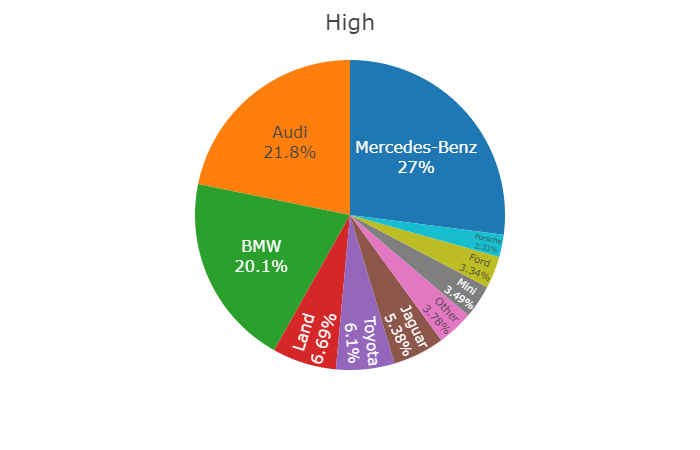 High
Mercedes-Benz
27%
Audi
21.8%
BMW
20.1%
Land
6.69%
Toyota
6.1%
Jaguar
5.38%
Other
3.78%
Mini
3.49%
Ford
3.34%
Porsche
2.33%